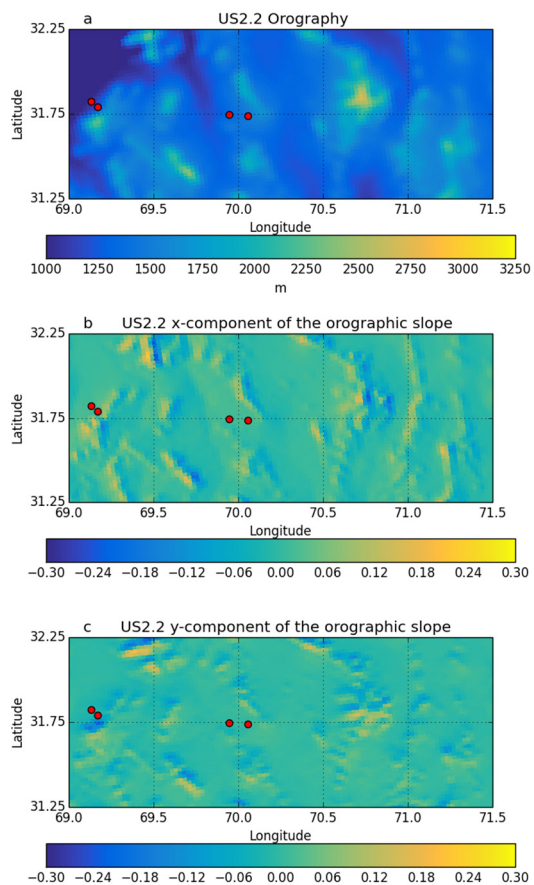 a US2.2 Orography
32.25
31.75
31.25
Latitude
69.0 69.5 70.0 70.5 71.0 71.5
Longitude
1000 1250 1500 1750 2000 2250 2500 2750 3000 3250
m
b US2.2 x-component of the orographic slope
32.25
31.75
31.25
Latitude
69.0 69.5 70.0 70.5 71.0 71.5
Longitude
−0.30 −0.24 −0.18 −0.12 −0.06 0.00 0.06 0.12 0.18 0.24 0.30
c US2.2 y-component of the orographic slope
32.25
31.75
31.25
Latitude
69.0 69.5 70.0 70.5 71.0 71.5
Longitude
−0.30 −0.24 −0.18 −0.12 −0.06 0.00 0.06 0.12 0.18 0.24 0.30